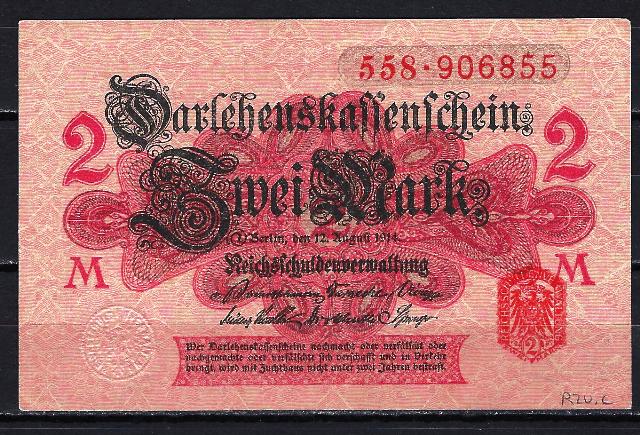 558·906855
Darlehenskassenschein.
2 2
Zwei Mark
Berlin, den 12. August 1914.
M M
Reichsschuldenverwaltung
Wer Darlehenskassenscheine nachmacht oder verfälscht oder
nachgemachte oder verfälschte sich verschafft und in Verkehr
bringt, wird mit Zuchthaus nicht unter zwei Jahren bestraft.
2